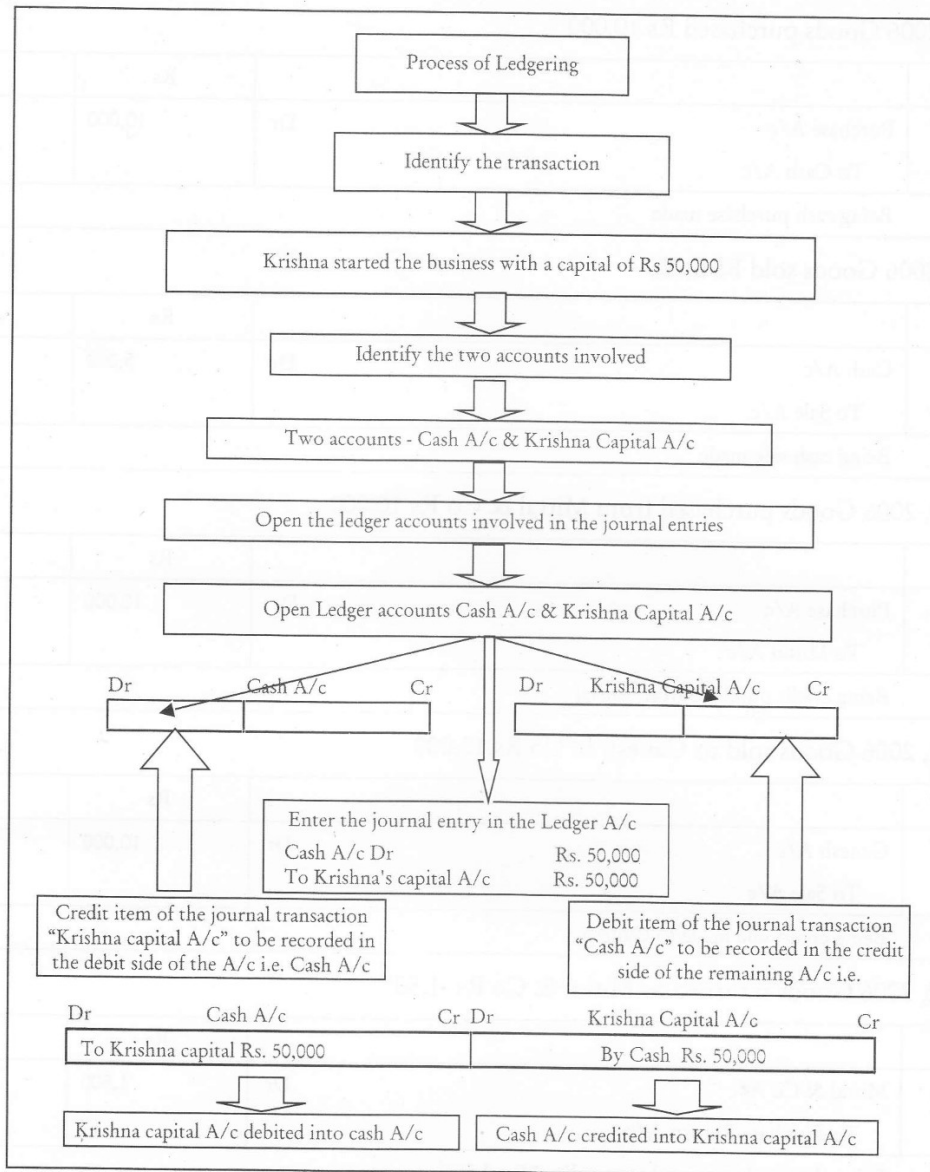 Process of Ledgering
Identify the transaction
Krishna started the business with a capital of Rs 50,000
Identify the two accounts involved
Two accounts - Cash A/c & Krishna Capital A/c
Open the ledger accounts involved in the journal entries
Open Ledger accounts Cash A/c & Krishna Capital A/c
Dr Cash A/c Cr Dr Krishna Capital A/c Cr
Enter the journal entry in the Ledger A/c
Cash A/c Dr Rs. 50,000
To Krishna's capital A/c Rs. 50,000
Credit item of the journal transaction
“Krishna capital A/c” to be recorded in
the debit side of the A/c i.e. Cash A/c
Debit item of the journal transaction
“Cash A/c” to be recorded in the credit
side of the remaining A/c i.e.
Dr Cash A/c Cr Dr Krishna Capital A/c Cr
To Krishna capital Rs. 50,000 By Cash Rs. 50,000
Krishna capital A/c debited into cash A/c
Cash A/c credited into Krishna capital A/c